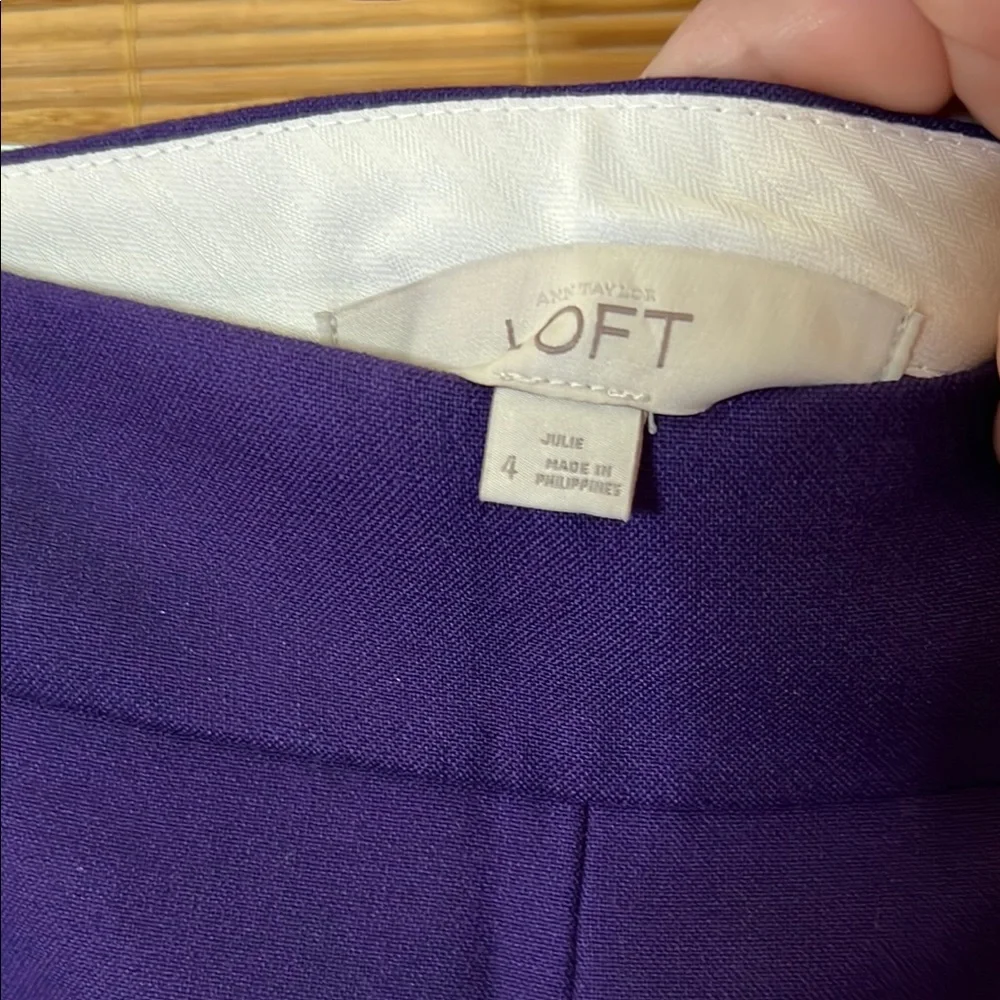 ANN TAYLOR
LOFT
JULIE
4 MADE IN
PHILIPPINES